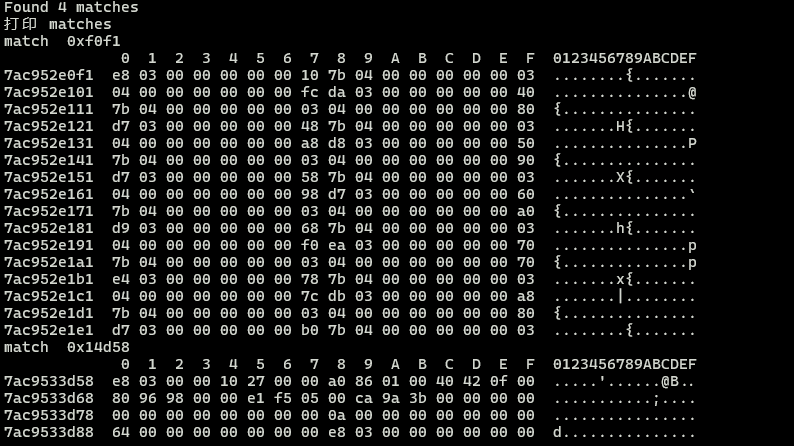 Found 4 matches
打印 matches
match  0xf0f1
              0  1  2  3  4  5  6  7  8  9  A  B  C  D  E  F  0123456789ABCDEF
7ac952e0f1  e8 03 00 00 00 00 00 10 7b 04 00 00 00 00 00 03  ........{.......
7ac952e101  04 00 00 00 00 00 00 fc da 03 00 00 00 00 00 40  ...............@
7ac952e111  7b 04 00 00 00 00 00 03 04 00 00 00 00 00 00 80  {...............
7ac952e121  d7 03 00 00 00 00 00 48 7b 04 00 00 00 00 00 03  .......H{.......
7ac952e131  04 00 00 00 00 00 00 a8 d8 03 00 00 00 00 00 50  ...............P
7ac952e141  7b 04 00 00 00 00 00 03 04 00 00 00 00 00 00 90  {...............
7ac952e151  d7 03 00 00 00 00 00 58 7b 04 00 00 00 00 00 03  .......X{.......
7ac952e161  04 00 00 00 00 00 00 98 d7 03 00 00 00 00 00 60  ...............`
7ac952e171  7b 04 00 00 00 00 00 03 04 00 00 00 00 00 00 a0  {...............
7ac952e181  d9 03 00 00 00 00 00 68 7b 04 00 00 00 00 00 03  .......h{.......
7ac952e191  04 00 00 00 00 00 00 f0 ea 03 00 00 00 00 00 70  ...............p
7ac952e1a1  7b 04 00 00 00 00 00 03 04 00 00 00 00 00 00 70  {..............p
7ac952e1b1  e4 03 00 00 00 00 00 78 7b 04 00 00 00 00 00 03  .......x{.......
7ac952e1c1  04 00 00 00 00 00 00 7c db 03 00 00 00 00 00 a8  .......|........
7ac952e1d1  7b 04 00 00 00 00 00 03 04 00 00 00 00 00 00 80  {...............
7ac952e1e1  d7 03 00 00 00 00 00 b0 7b 04 00 00 00 00 00 03  ........{.......
match  0x14d58
              0  1  2  3  4  5  6  7  8  9  A  B  C  D  E  F  0123456789ABCDEF
7ac9533d58  e8 03 00 00 10 27 00 00 a0 86 01 00 40 42 0f 00  .....'......@B..
7ac9533d68  80 96 98 00 00 e1 f5 05 00 ca 9a 3b 00 00 00 00  ...........;....
7ac9533d78  00 00 00 00 00 00 00 00 0a 00 00 00 00 00 00 00  ................
7ac9533d88  64 00 00 00 00 00 00 00 e8 03 00 00 00 00 00 00  d...............